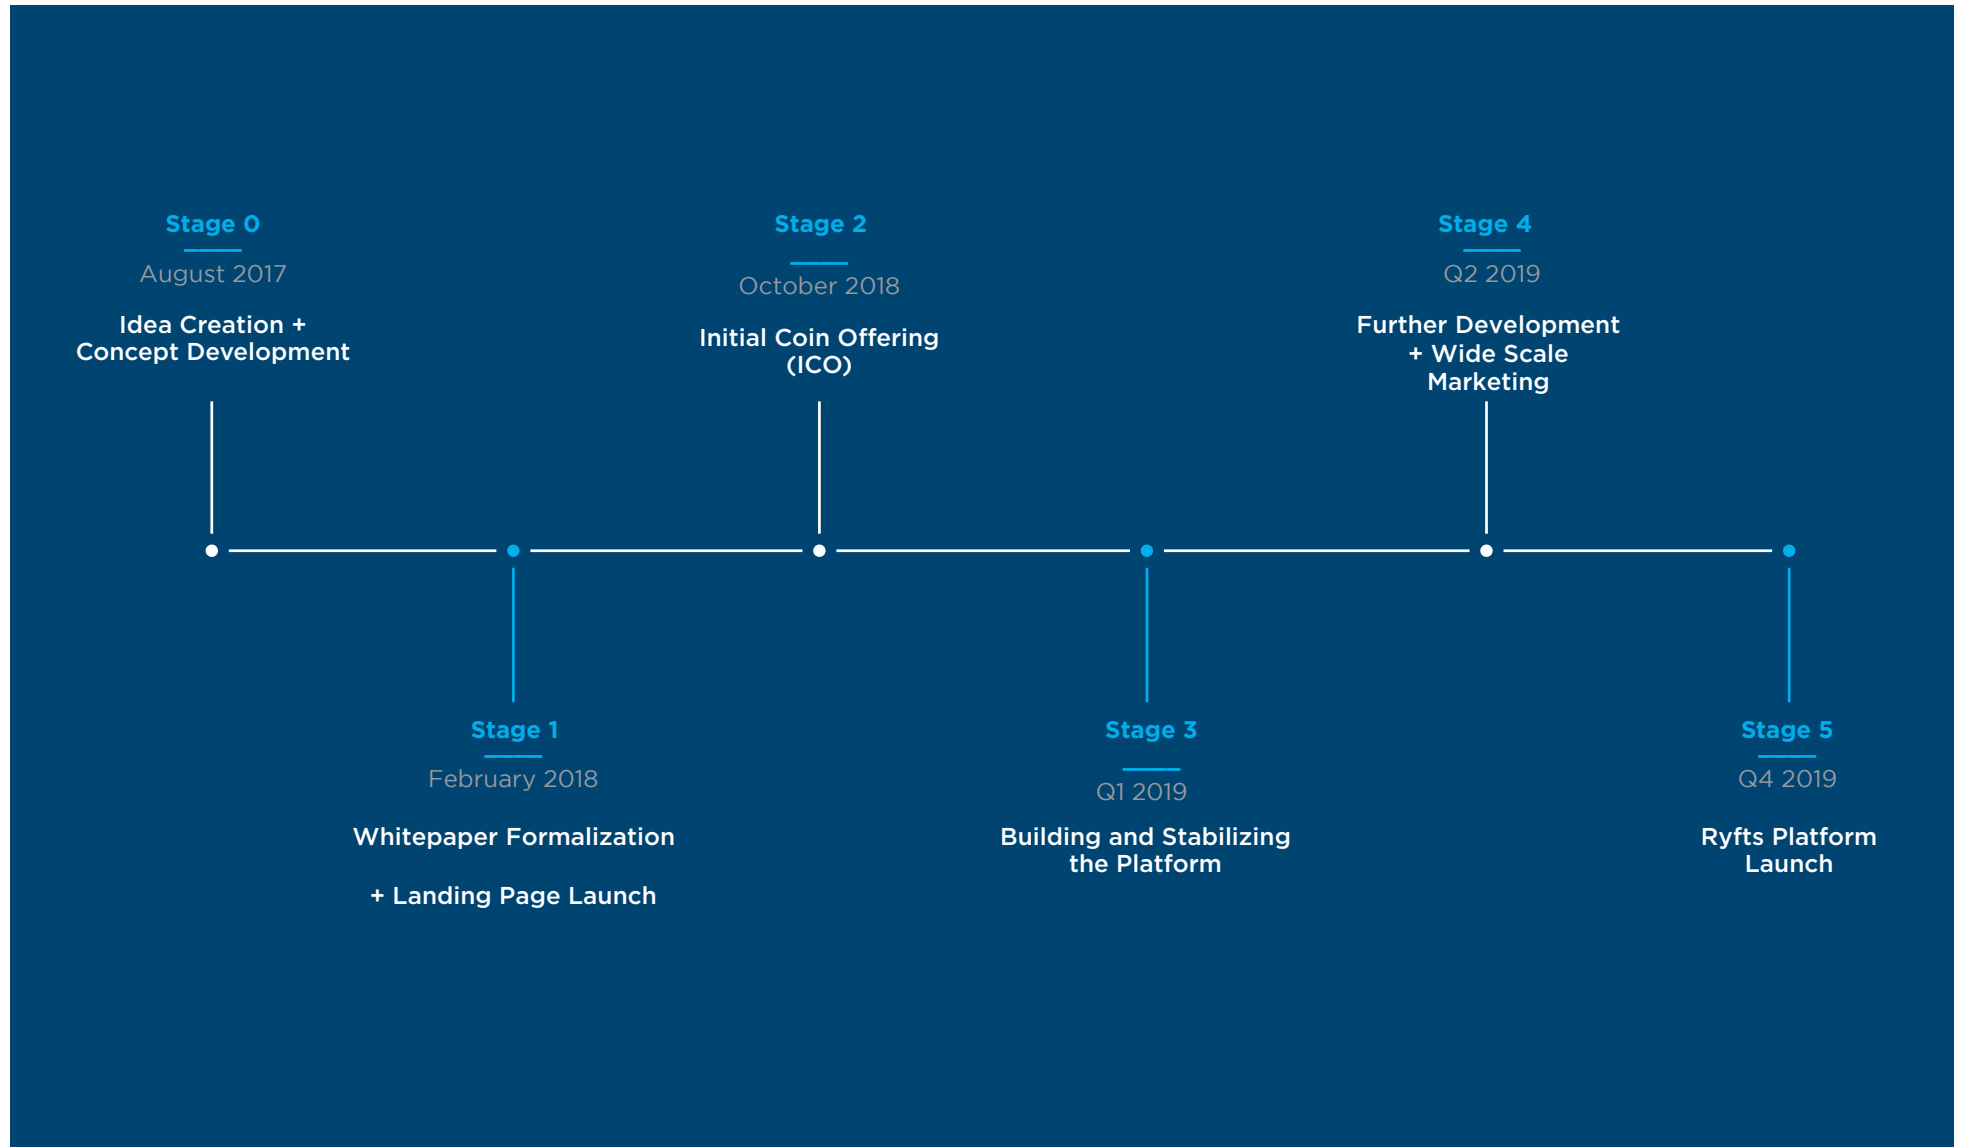 Stage 0
August 2017
Idea Creation +
Concept Development
Stage 1
February 2018
Whitepaper Formalization
+ Landing Page Launch
Stage 2
October 2018
Initial Coin Offering
(ICO)
Stage 3
Q1 2019
Building and Stabilizing
the Platform
Stage 4
Q2 2019
Further Development
+ Wide Scale
Marketing
Stage 5
Q4 2019
Ryfts Platform
Launch